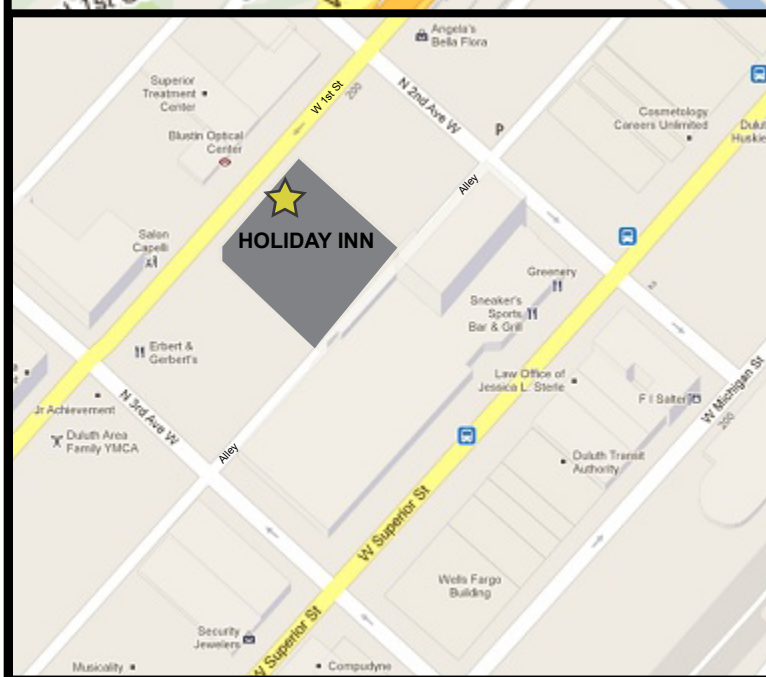 Angela's
Bella Flora
Superior
Treatment
Center
W 1st St
200
N 2nd Ave W
P
Cosmetology
Careers Unlimited
Blustin Optical
Center
Alley
HOLIDAY INN
Salon
Capelli
Greenery
Sneaker's
Sports
Bar & Grill
Erbert &
Gerbert's
Law Office of
Jessica L. Sterle
F I Salter
W Michigan St
200
N 3rd Ave W
Jr Achievement
Duluth Area
Family YMCA
Alley
Duluth Transit
Authority
W Superior St
Wells Fargo
Building
Security
Jewelers
W Superior St
Musicality
Compudyne